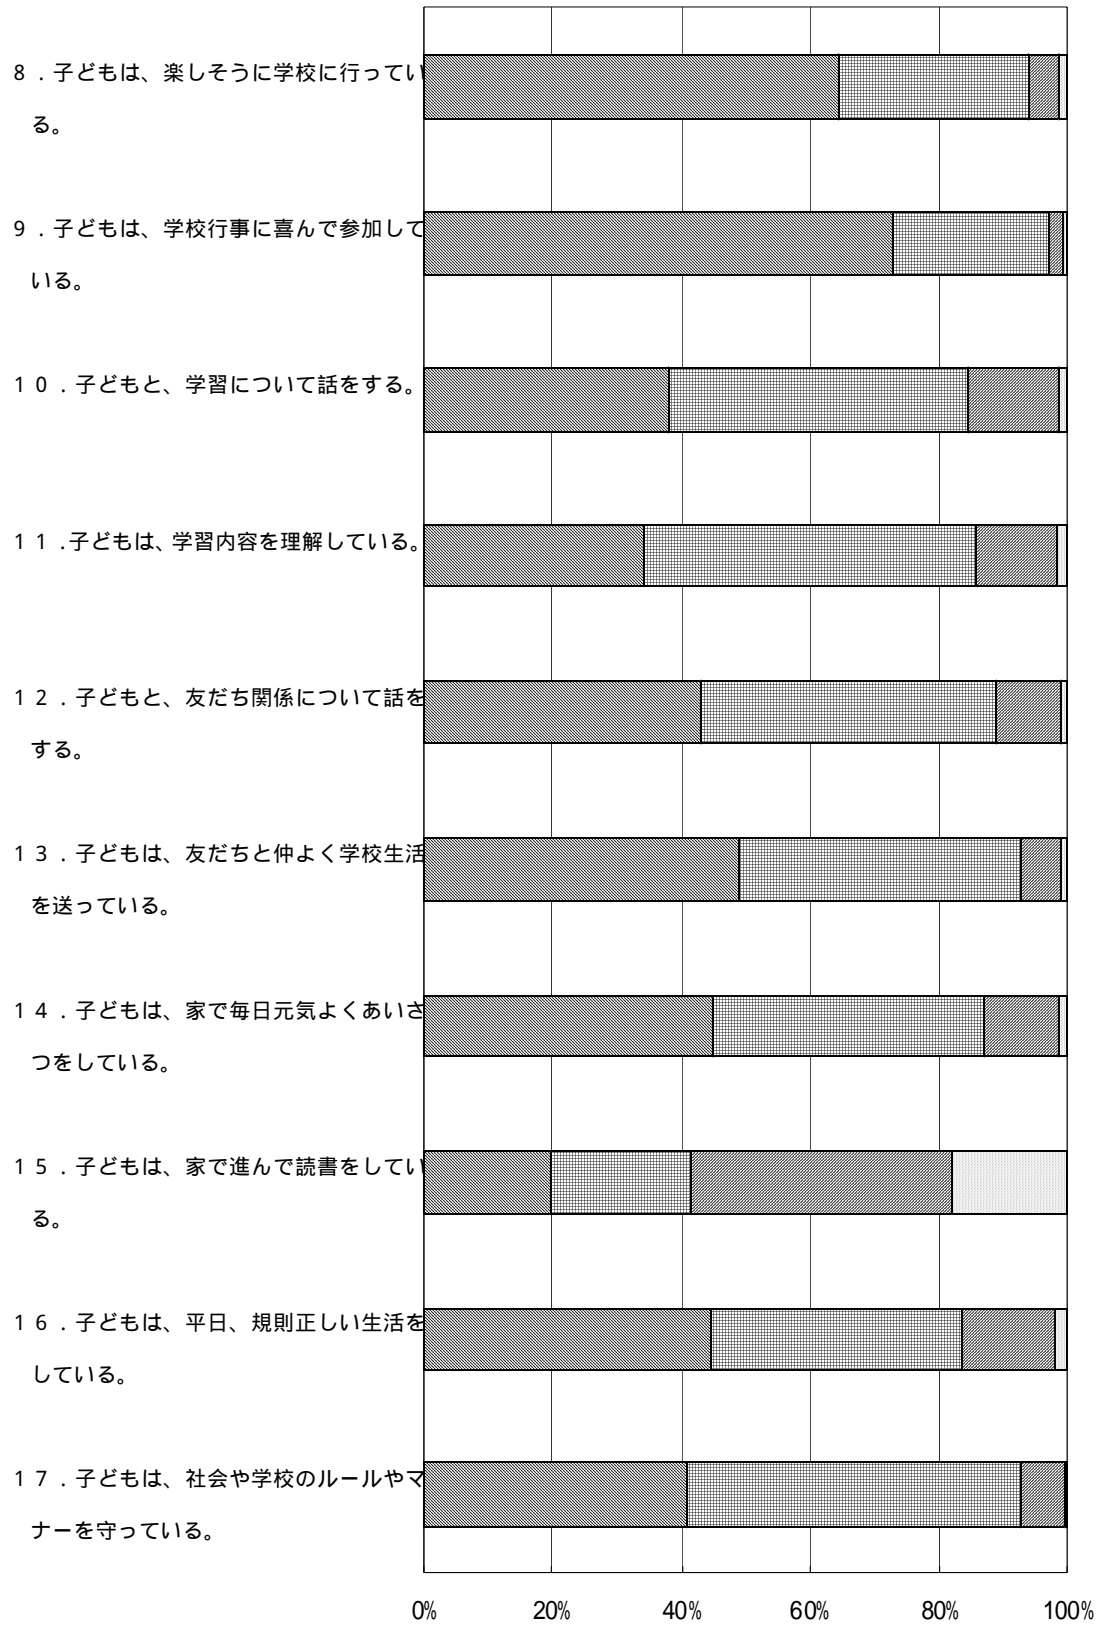 8．子どもは、楽しそうに学校に行ってい
る。
9．子どもは、学校行事に喜んで参加して
いる。
10．子どもと、学習について話をする。
11.子どもは、学習内容を理解している。
12．子どもと、友だち関係について話を
する。
13．子どもは、友だちと仲よく学校生活
を送っている。
14．子どもは、家で毎日元気よくあいさ
つをしている。
15．子どもは、家で進んで読書をしてい
る。
16．子どもは、平日、規則正しい生活を
している。
17．子どもは、社会や学校のルールやマ
ナーを守っている。
0% 20% 40% 60% 80% 100%